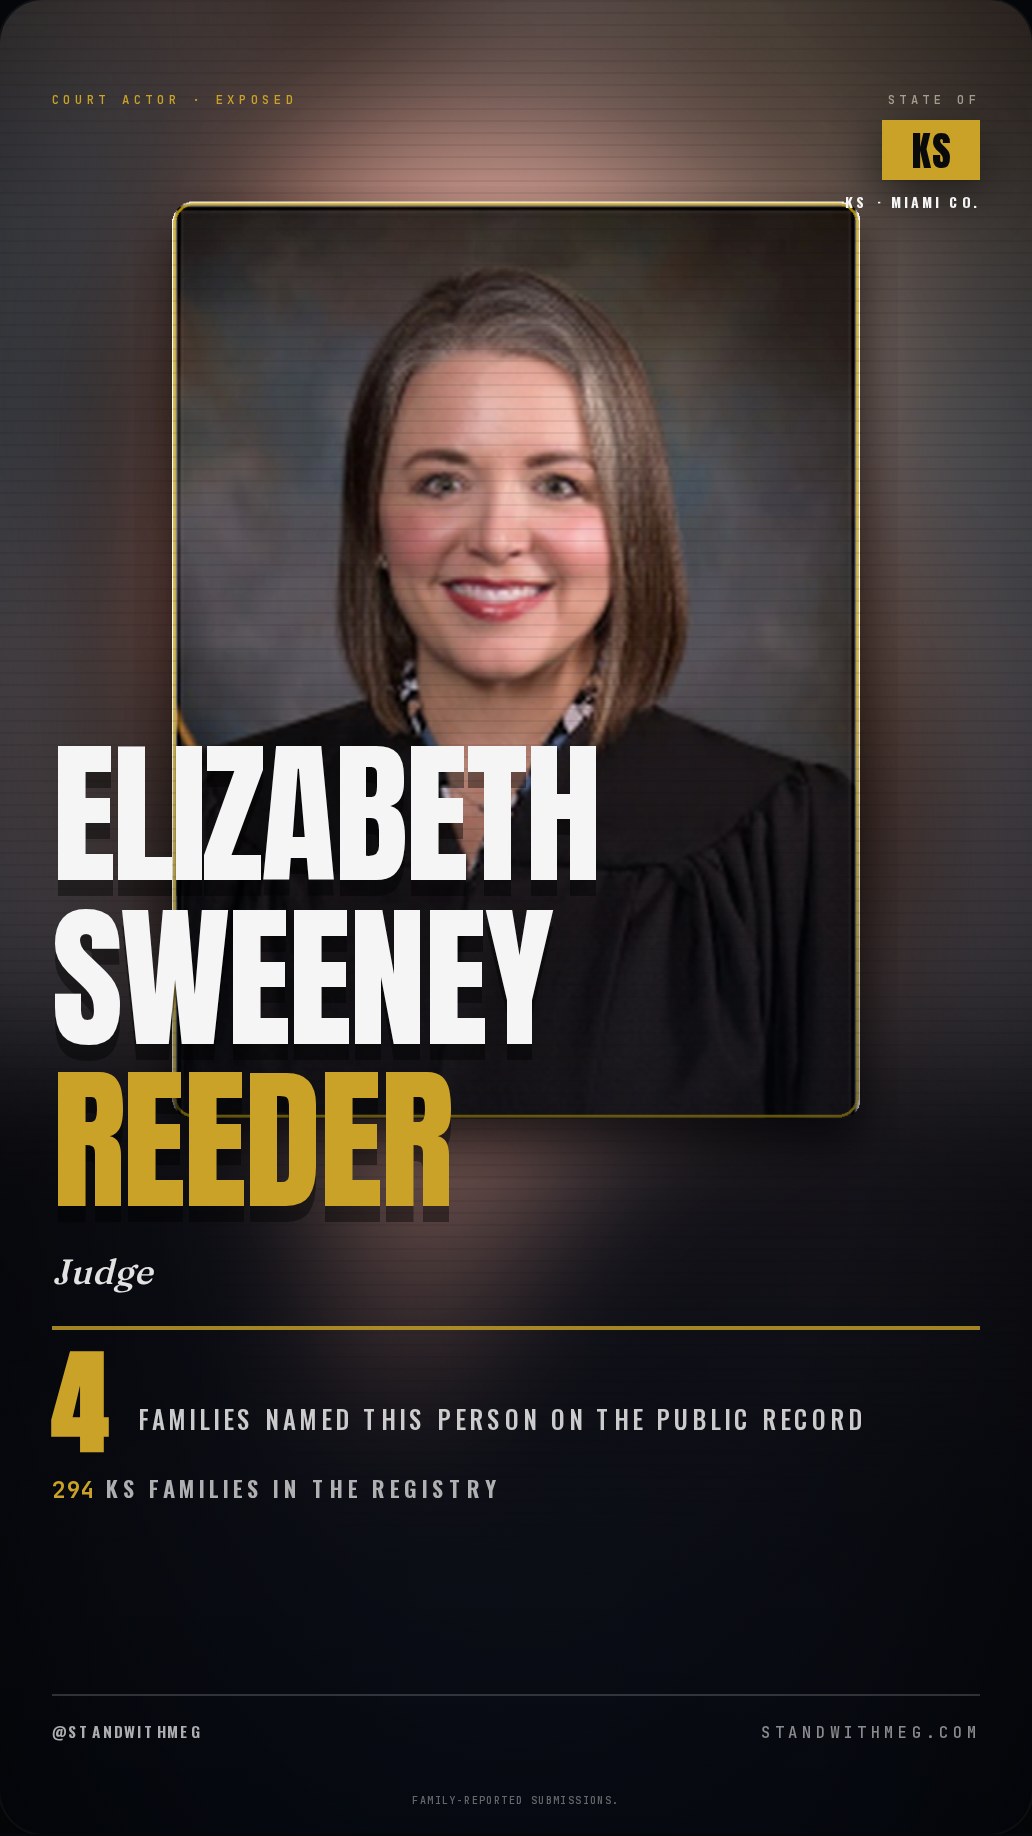 COURT ACTOR · EXPOSED
STATE OF
KS
KS · MIAMI CO.
ELIZABETH
SWEENEY
REEDER
Judge
4 FAMILIES NAMED THIS PERSON ON THE PUBLIC RECORD
294 KS FAMILIES IN THE REGISTRY
@STANDWITHMEG
STANDWITHMEG.COM
FAMILY-REPORTED SUBMISSIONS.